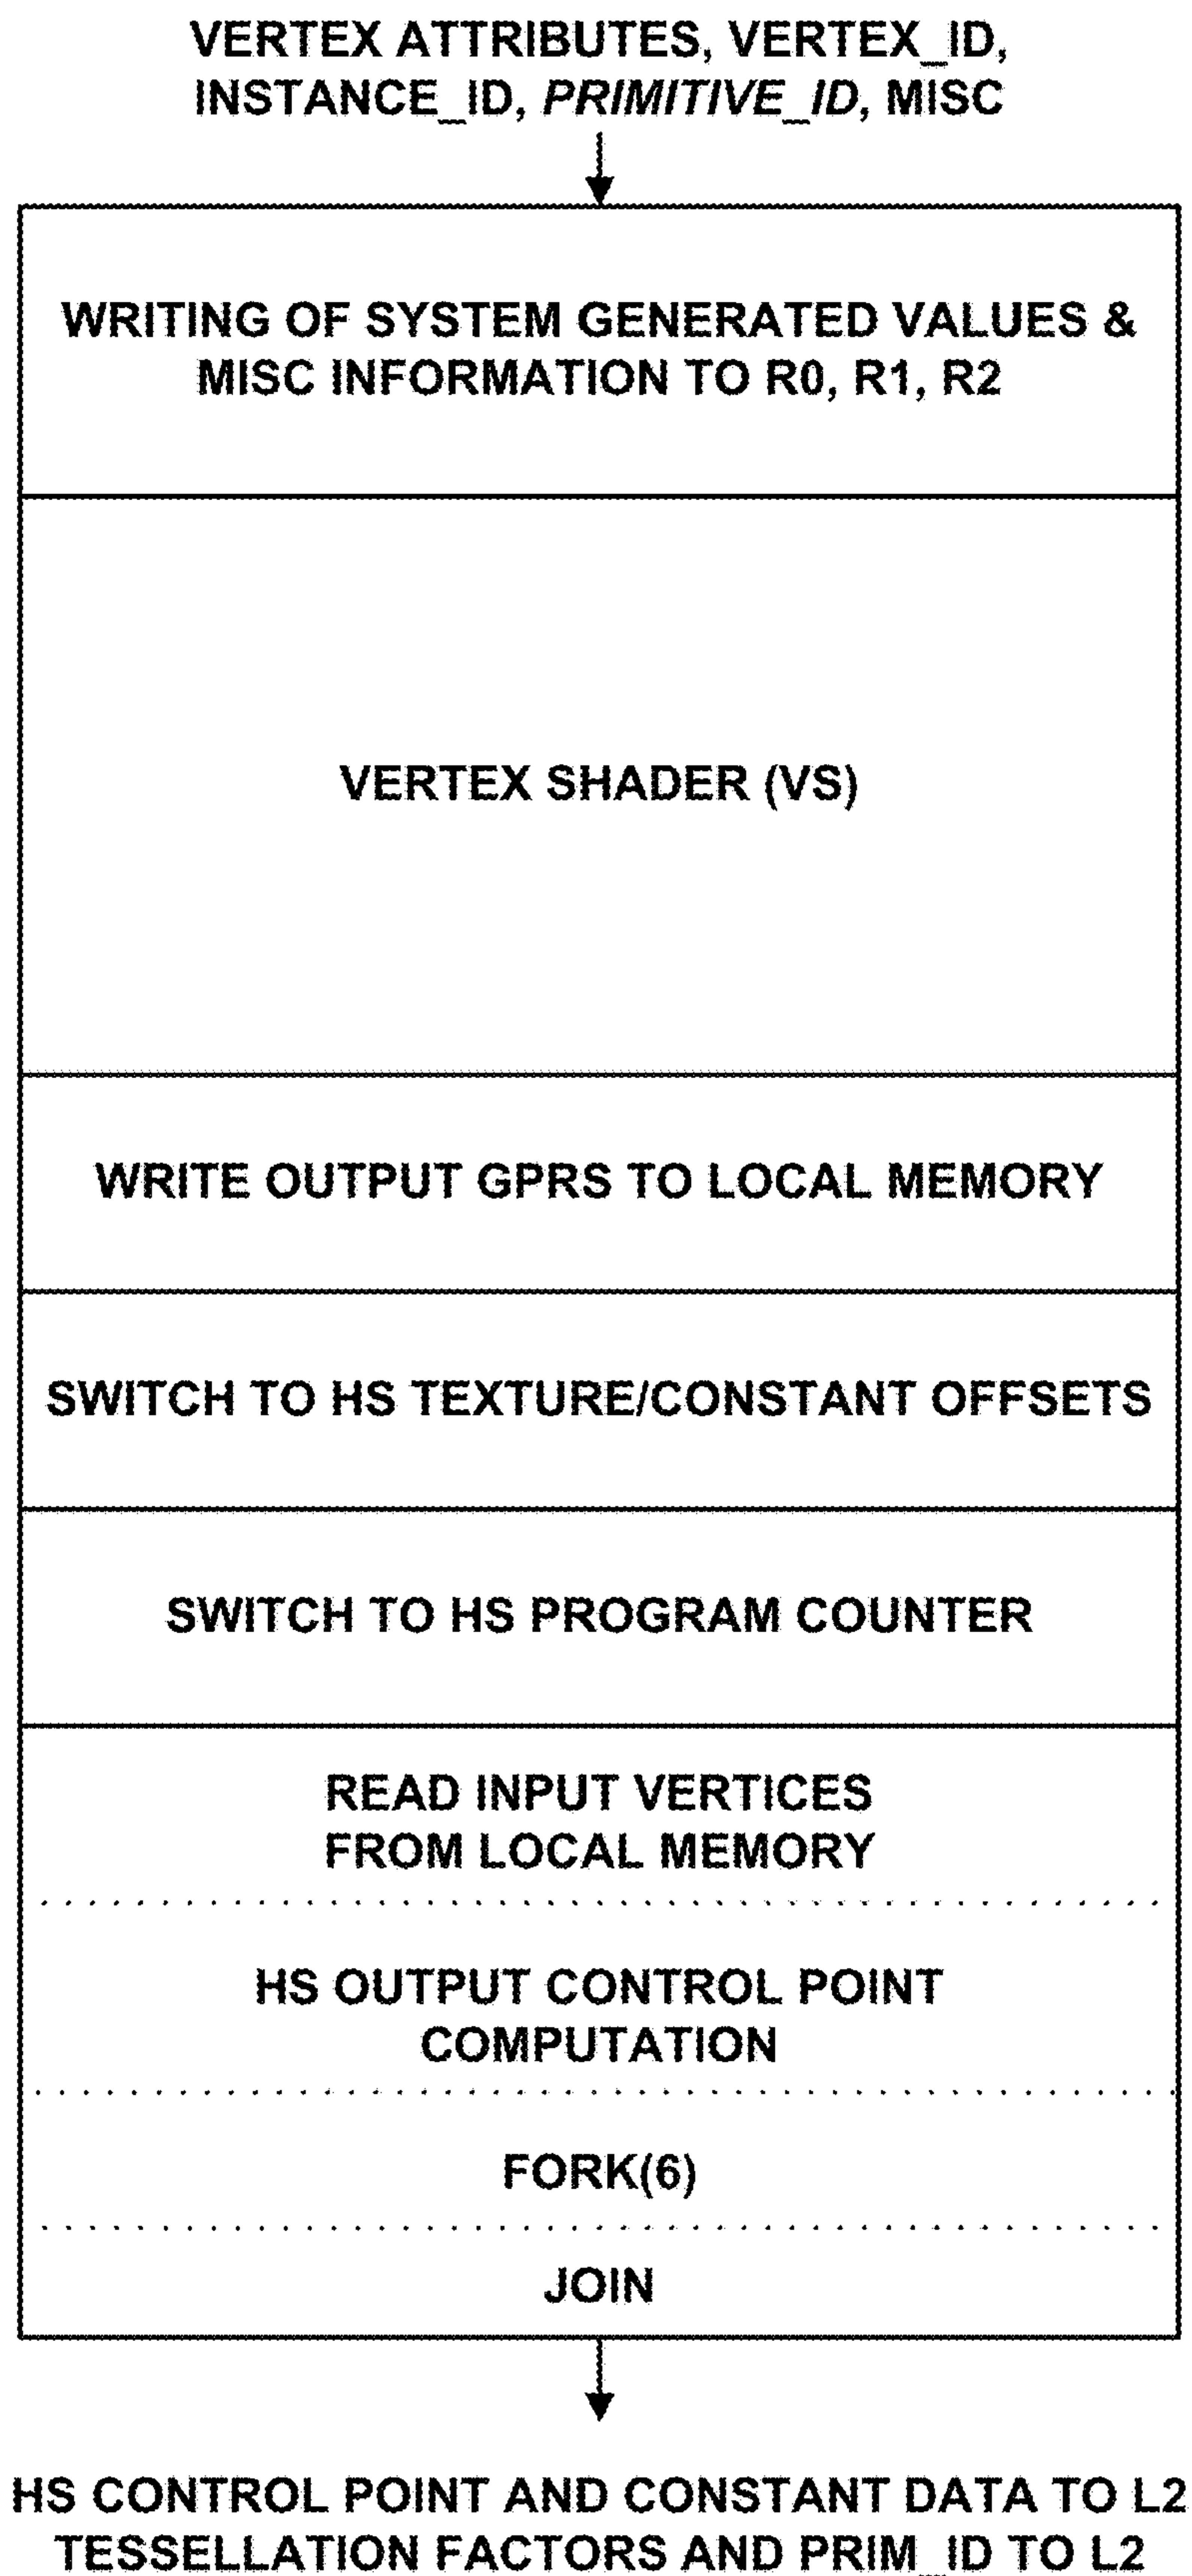 VERTEX ATTRIBUTES, VERTEX_ID,
INSTANCE_ID, PRIMITIVE_ID, MISC
WRITING OF SYSTEM GENERATED VALUES &
MISC INFORMATION TO R0, R1, R2
VERTEX SHADER (VS)
WRITE OUTPUT GPRS TO LOCAL MEMORY
SWITCH TO HS TEXTURE/CONSTANT OFFSETS
SWITCH TO HS PROGRAM COUNTER
READ INPUT VERTICES
FROM LOCAL MEMORY
HS OUTPUT CONTROL POINT
COMPUTATION
FORK(6)
JOIN
HS CONTROL POINT AND CONSTANT DATA TO L2
TESSELLATION FACTORS AND PRIM_ID TO L2